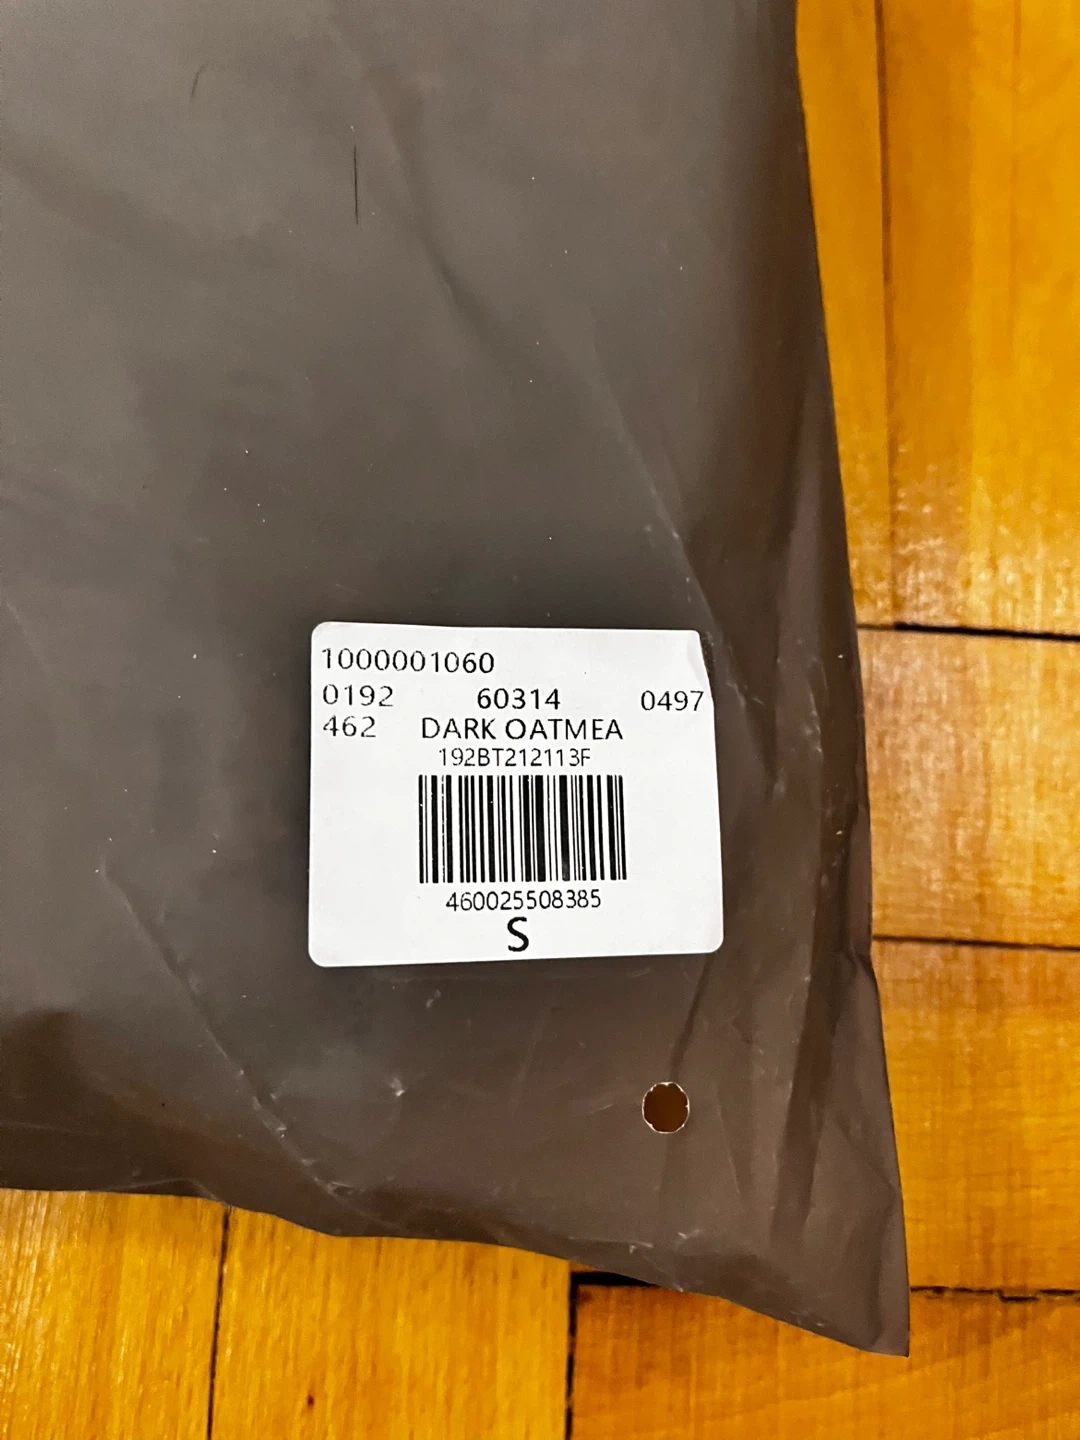 1000001060
0192 60314 0497
462 DARK OATMEA
192BT212113F
460025508385
S